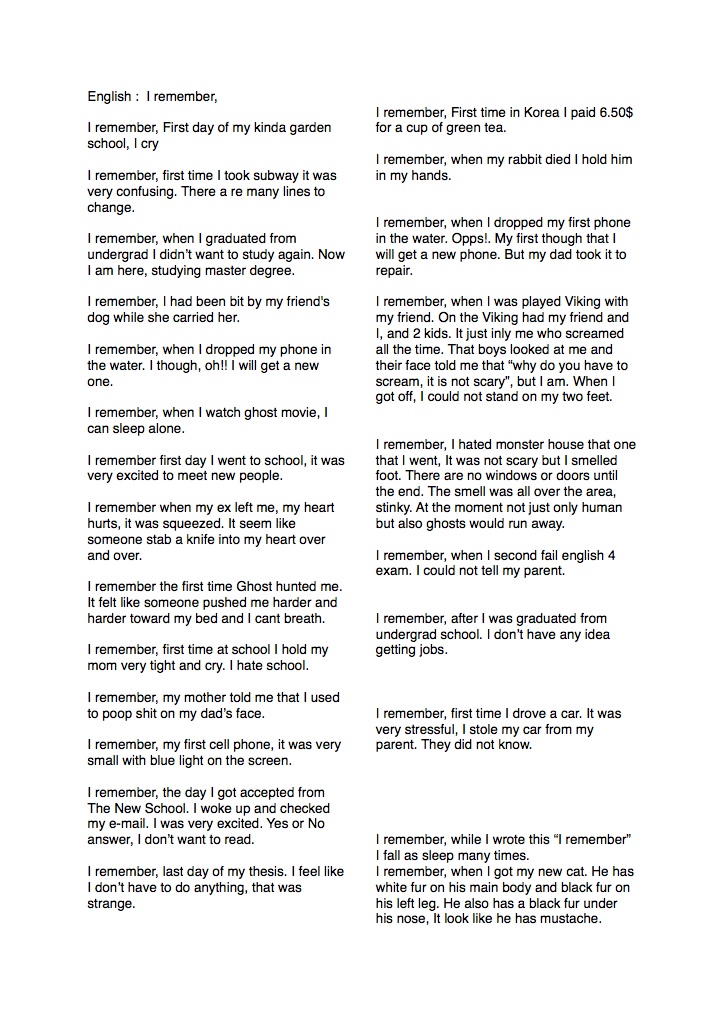 English :  I remember,
I remember, First day of my kinda garden
school, I cry
I remember, first time I took subway it was
very confusing. There a re many lines to
change.
I remember, when I graduated from
undergrad I didn't want to study again. Now
I am here, studying master degree.
I remember, I had been bit by my friend's
dog while she carried her.
I remember, when I dropped my phone in
the water. I though, oh!! I will get a new
one.
I remember, when I watch ghost movie, I
can sleep alone.
I remember first day I went to school, it was
very excited to meet new people.
I remember when my ex left me, my heart
hurts, it was squeezed. It seem like
someone stab a knife into my heart over
and over.
I remember the first time Ghost hunted me.
It felt like someone pushed me harder and
harder toward my bed and I cant breath.
I remember, first time at school I hold my
mom very tight and cry. I hate school.
I remember, my mother told me that I used
to poop shit on my dad's face.
I remember, my first cell phone, it was very
small with blue light on the screen.
I remember, the day I got accepted from
The New School. I woke up and checked
my e-mail. I was very excited. Yes or No
answer, I don't want to read.
I remember, last day of my thesis. I feel like
I don't have to do anything, that was
strange.
I remember, First time in Korea I paid 6.50$
for a cup of green tea.
I remember, when my rabbit died I hold him
in my hands.
I remember, when I dropped my first phone
in the water. Opps!. My first though that I
will get a new phone. But my dad took it to
repair.
I remember, when I was played Viking with
my friend. On the Viking had my friend and
I, and 2 kids. It just inly me who screamed
all the time. That boys looked at me and
their face told me that “why do you have to
scream, it is not scary”, but I am. When I
got off, I could not stand on my two feet.
I remember, I hated monster house that one
that I went, It was not scary but I smelled
foot. There are no windows or doors until
the end. The smell was all over the area,
stinky. At the moment not just only human
but also ghosts would run away.
I remember, when I second fail english 4
exam. I could not tell my parent.
I remember, after I was graduated from
undergrad school. I don't have any idea
getting jobs.
I remember, first time I drove a car. It was
very stressful, I stole my car from my
parent. They did not know.
I remember, while I wrote this “I remember”
I fall as sleep many times.
I remember, when I got my new cat. He has
white fur on his main body and black fur on
his left leg. He also has a black fur under
his nose, It look like he has mustache.